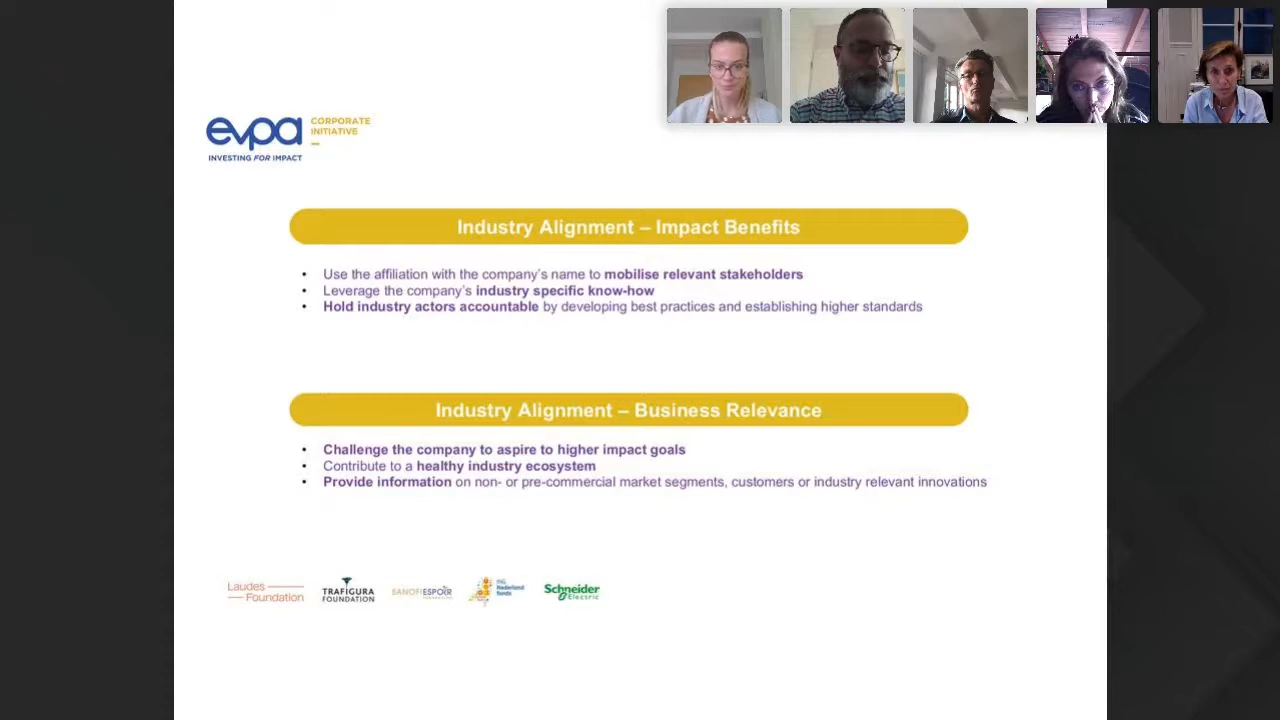 evpa
CORPORATE
INITIATIVE
INVESTING FOR IMPACT
Industry Alignment – Impact Benefits
• Use the affiliation with the company's name to mobilise relevant stakeholders
• Leverage the company's industry specific know-how
• Hold industry actors accountable by developing best practices and establishing higher standards
Industry Alignment – Business Relevance
• Challenge the company to aspire to higher impact goals
• Contribute to a healthy industry ecosystem
• Provide information on non- or pre-commercial market segments, customers or industry relevant innovations
Laudes
Foundation
TRAFIGURA
FOUNDATION
SANOFI ESPOIR
ING
Nederland
fonds
Schneider
Electric